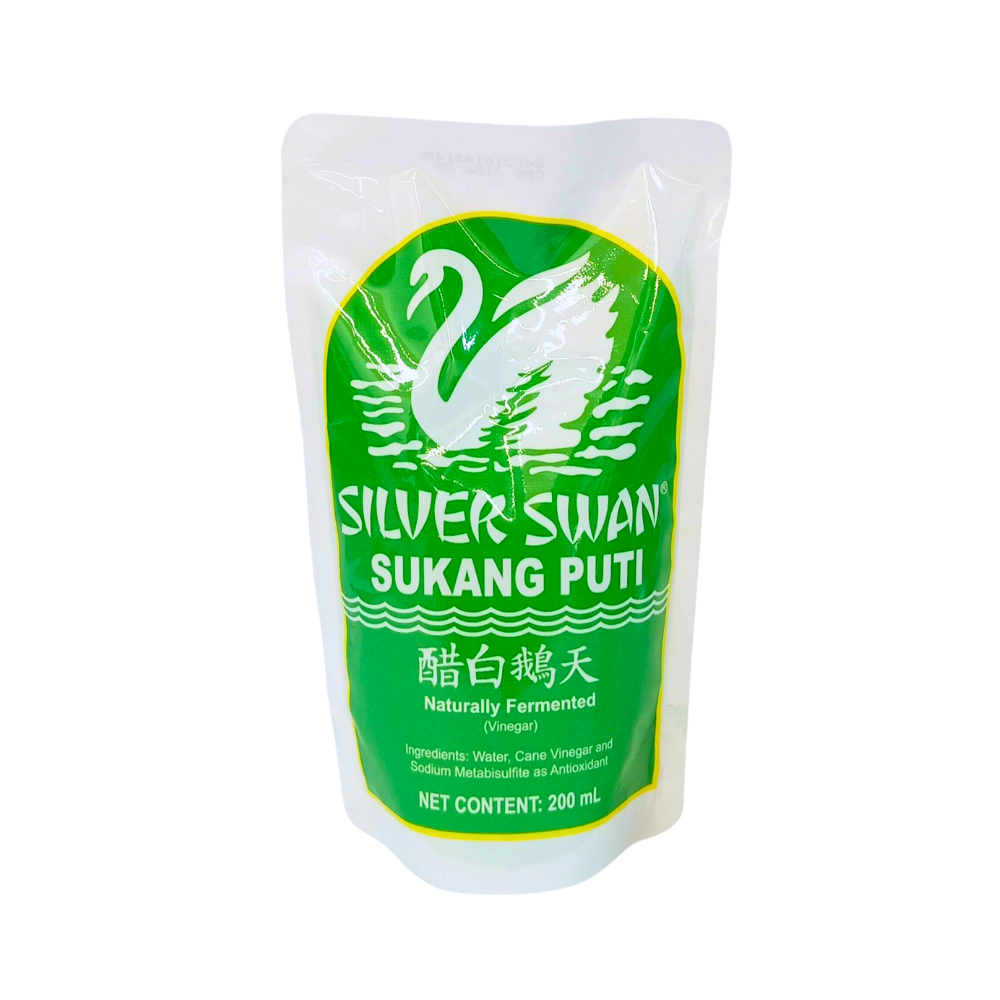 SILVER SWAN®
SUKANG PUTI
醋白鵝天
Naturally Fermented
(Vinegar)
Ingredients: Water, Cane Vinegar and
Sodium Metabisulfite as Antioxidant
NET CONTENT: 200 mL